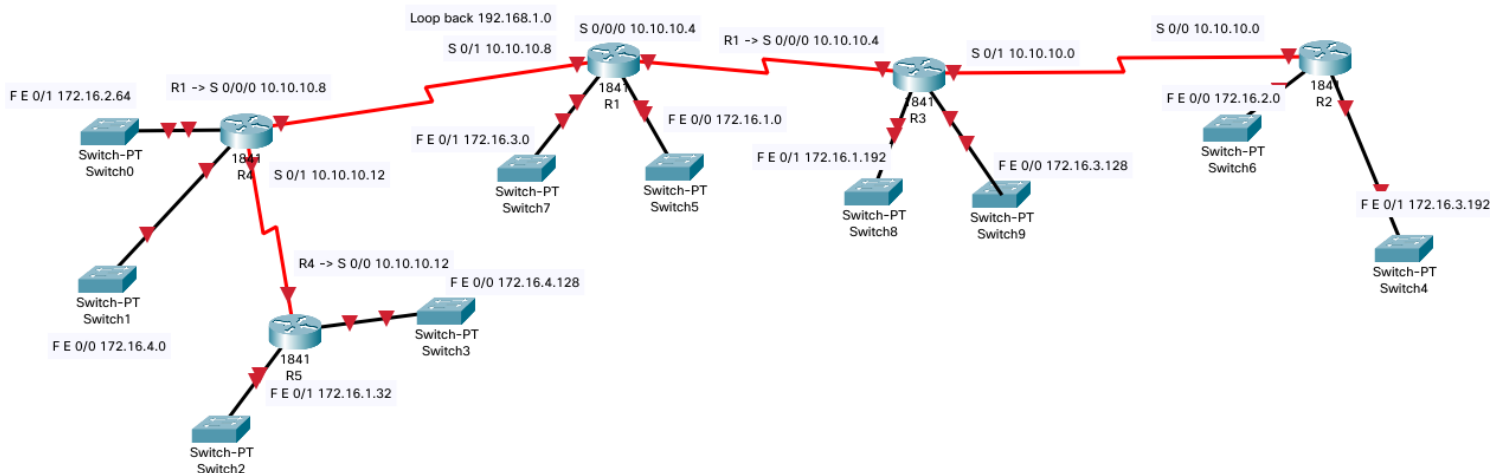 Loop back 192.168.1.0
S 0/0/0 10.10.10.4
S 0/1 10.10.10.8
R1 -> S 0/0/0 10.10.10.4
S 0/1 10.10.10.0
S 0/0 10.10.10.0
R1 -> S 0/0/0 10.10.10.8
F E 0/1 172.16.2.64
1841
R1
1841
R3
1841
R2
F E 0/0 172.16.2.0
F E 0/0 172.16.1.0
F E 0/1 172.16.3.0
Switch-PT
Switch0
1841
R4
S 0/1 10.10.10.12
Switch-PT
Switch7
Switch-PT
Switch5
F E 0/1 172.16.1.192
F E 0/0 172.16.3.128
Switch-PT
Switch8
Switch-PT
Switch9
Switch-PT
Switch6
F E 0/1 172.16.3.192
Switch-PT
Switch4
R4 -> S 0/0 10.10.10.12
F E 0/0 172.16.4.128
Switch-PT
Switch1
F E 0/0 172.16.4.0
Switch-PT
Switch3
1841
R5
F E 0/1 172.16.1.32
Switch-PT
Switch2